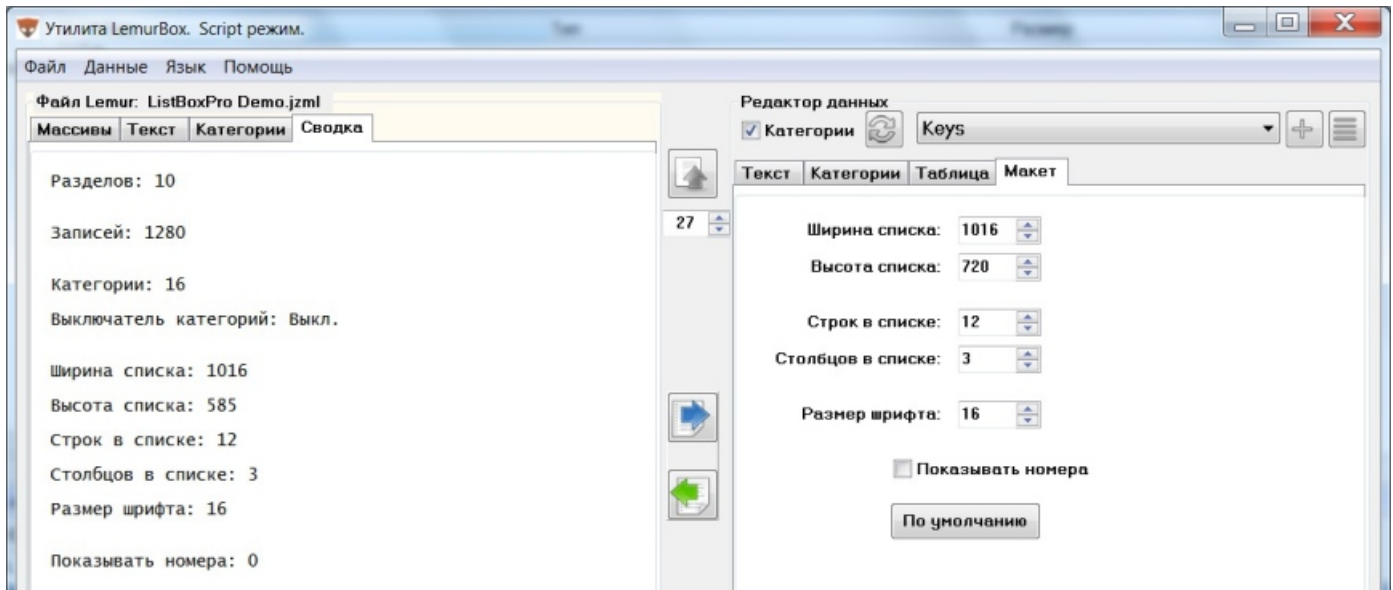 Утилита LemurBox. Script режим.
Тип
Размер
Файл Данные Язык Помощь
Файл Lemur: ListBoxPro Demo.jzml
Массивы Текст Категории Сводка
Разделов: 10
Записей: 1280
Категории: 16
Выключатель категорий: Выкл.
Ширина списка: 1016
Высота списка: 585
Строк в списке: 12
Столбцов в списке: 3
Размер шрифта: 16
Показывать номера: 0
27
Редактор данных
Категории Keys
Текст Категории Таблица Макет
Ширина списка: 1016
Высота списка: 720
Строк в списке: 12
Столбцов в списке: 3
Размер шрифта: 16
Показывать номера
По умолчанию